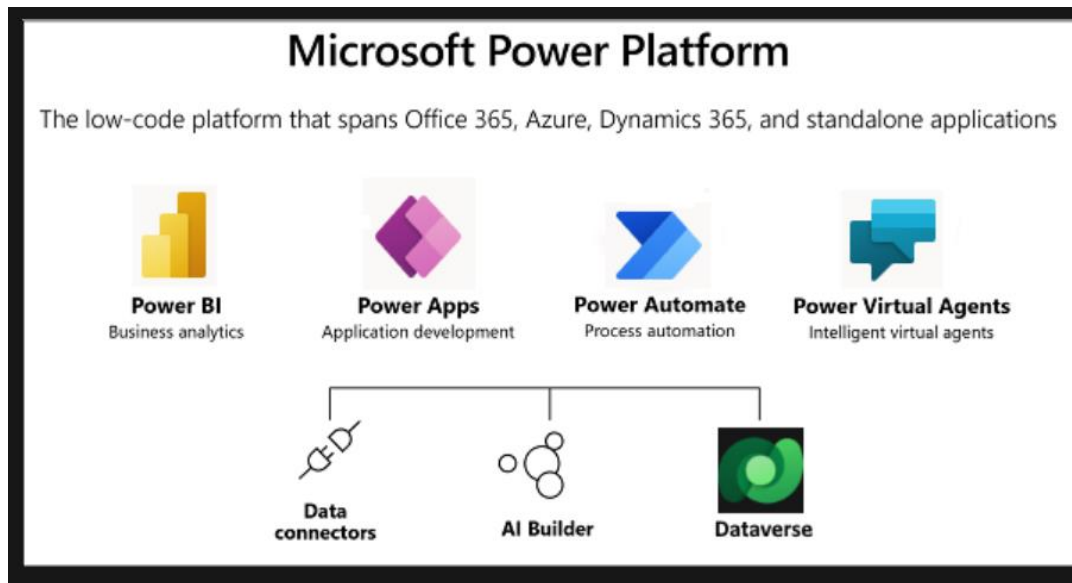 Microsoft Power Platform
The low-code platform that spans Office 365, Azure, Dynamics 365, and standalone applications
Power BI
Business analytics
Power Apps
Application development
Power Automate
Process automation
Power Virtual Agents
Intelligent virtual agents
Data
connectors
AI Builder
Dataverse